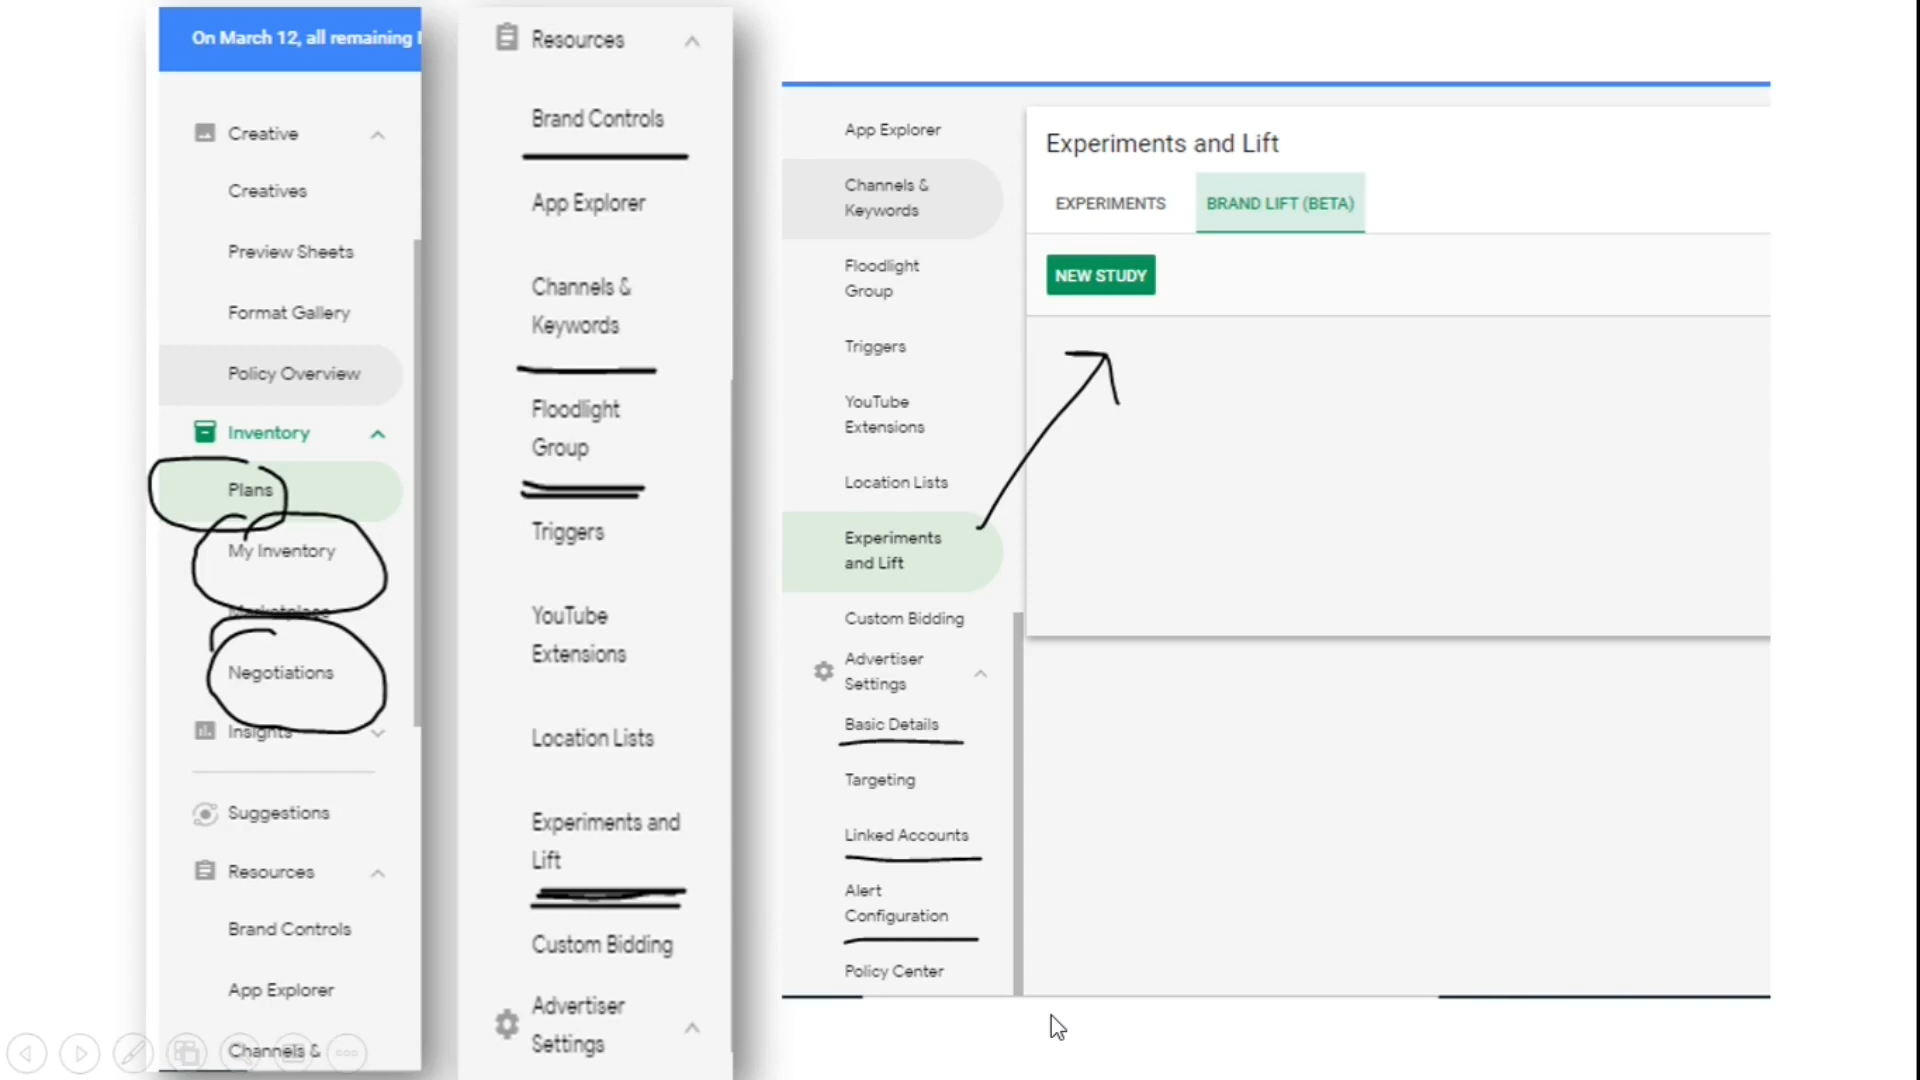 On March 12, all remaining
Creative
Creatives
Preview Sheets
Format Gallery
Policy Overview
Inventory
Plans
My Inventory
Marketplace
Negotiations
Insights
Suggestions
Resources
Brand Controls
App Explorer
Channels &
Resources
Brand Controls
App Explorer
Channels &
Keywords
Floodlight
Group
Triggers
YouTube
Extensions
Location Lists
Experiments and
Lift
Custom Bidding
Advertiser
Settings
App Explorer
Channels &
Keywords
Floodlight
Group
Triggers
YouTube
Extensions
Location Lists
Experiments
and Lift
Custom Bidding
Advertiser
Settings
Basic Details
Targeting
Linked Accounts
Alert
Configuration
Policy Center
Experiments and Lift
EXPERIMENTS BRAND LIFT (BETA)
NEW STUDY